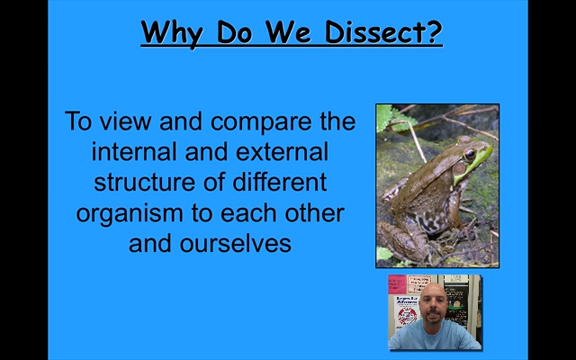 Why Do We Dissect?
To view and compare the
internal and external
structure of different
organism to each other
and ourselves